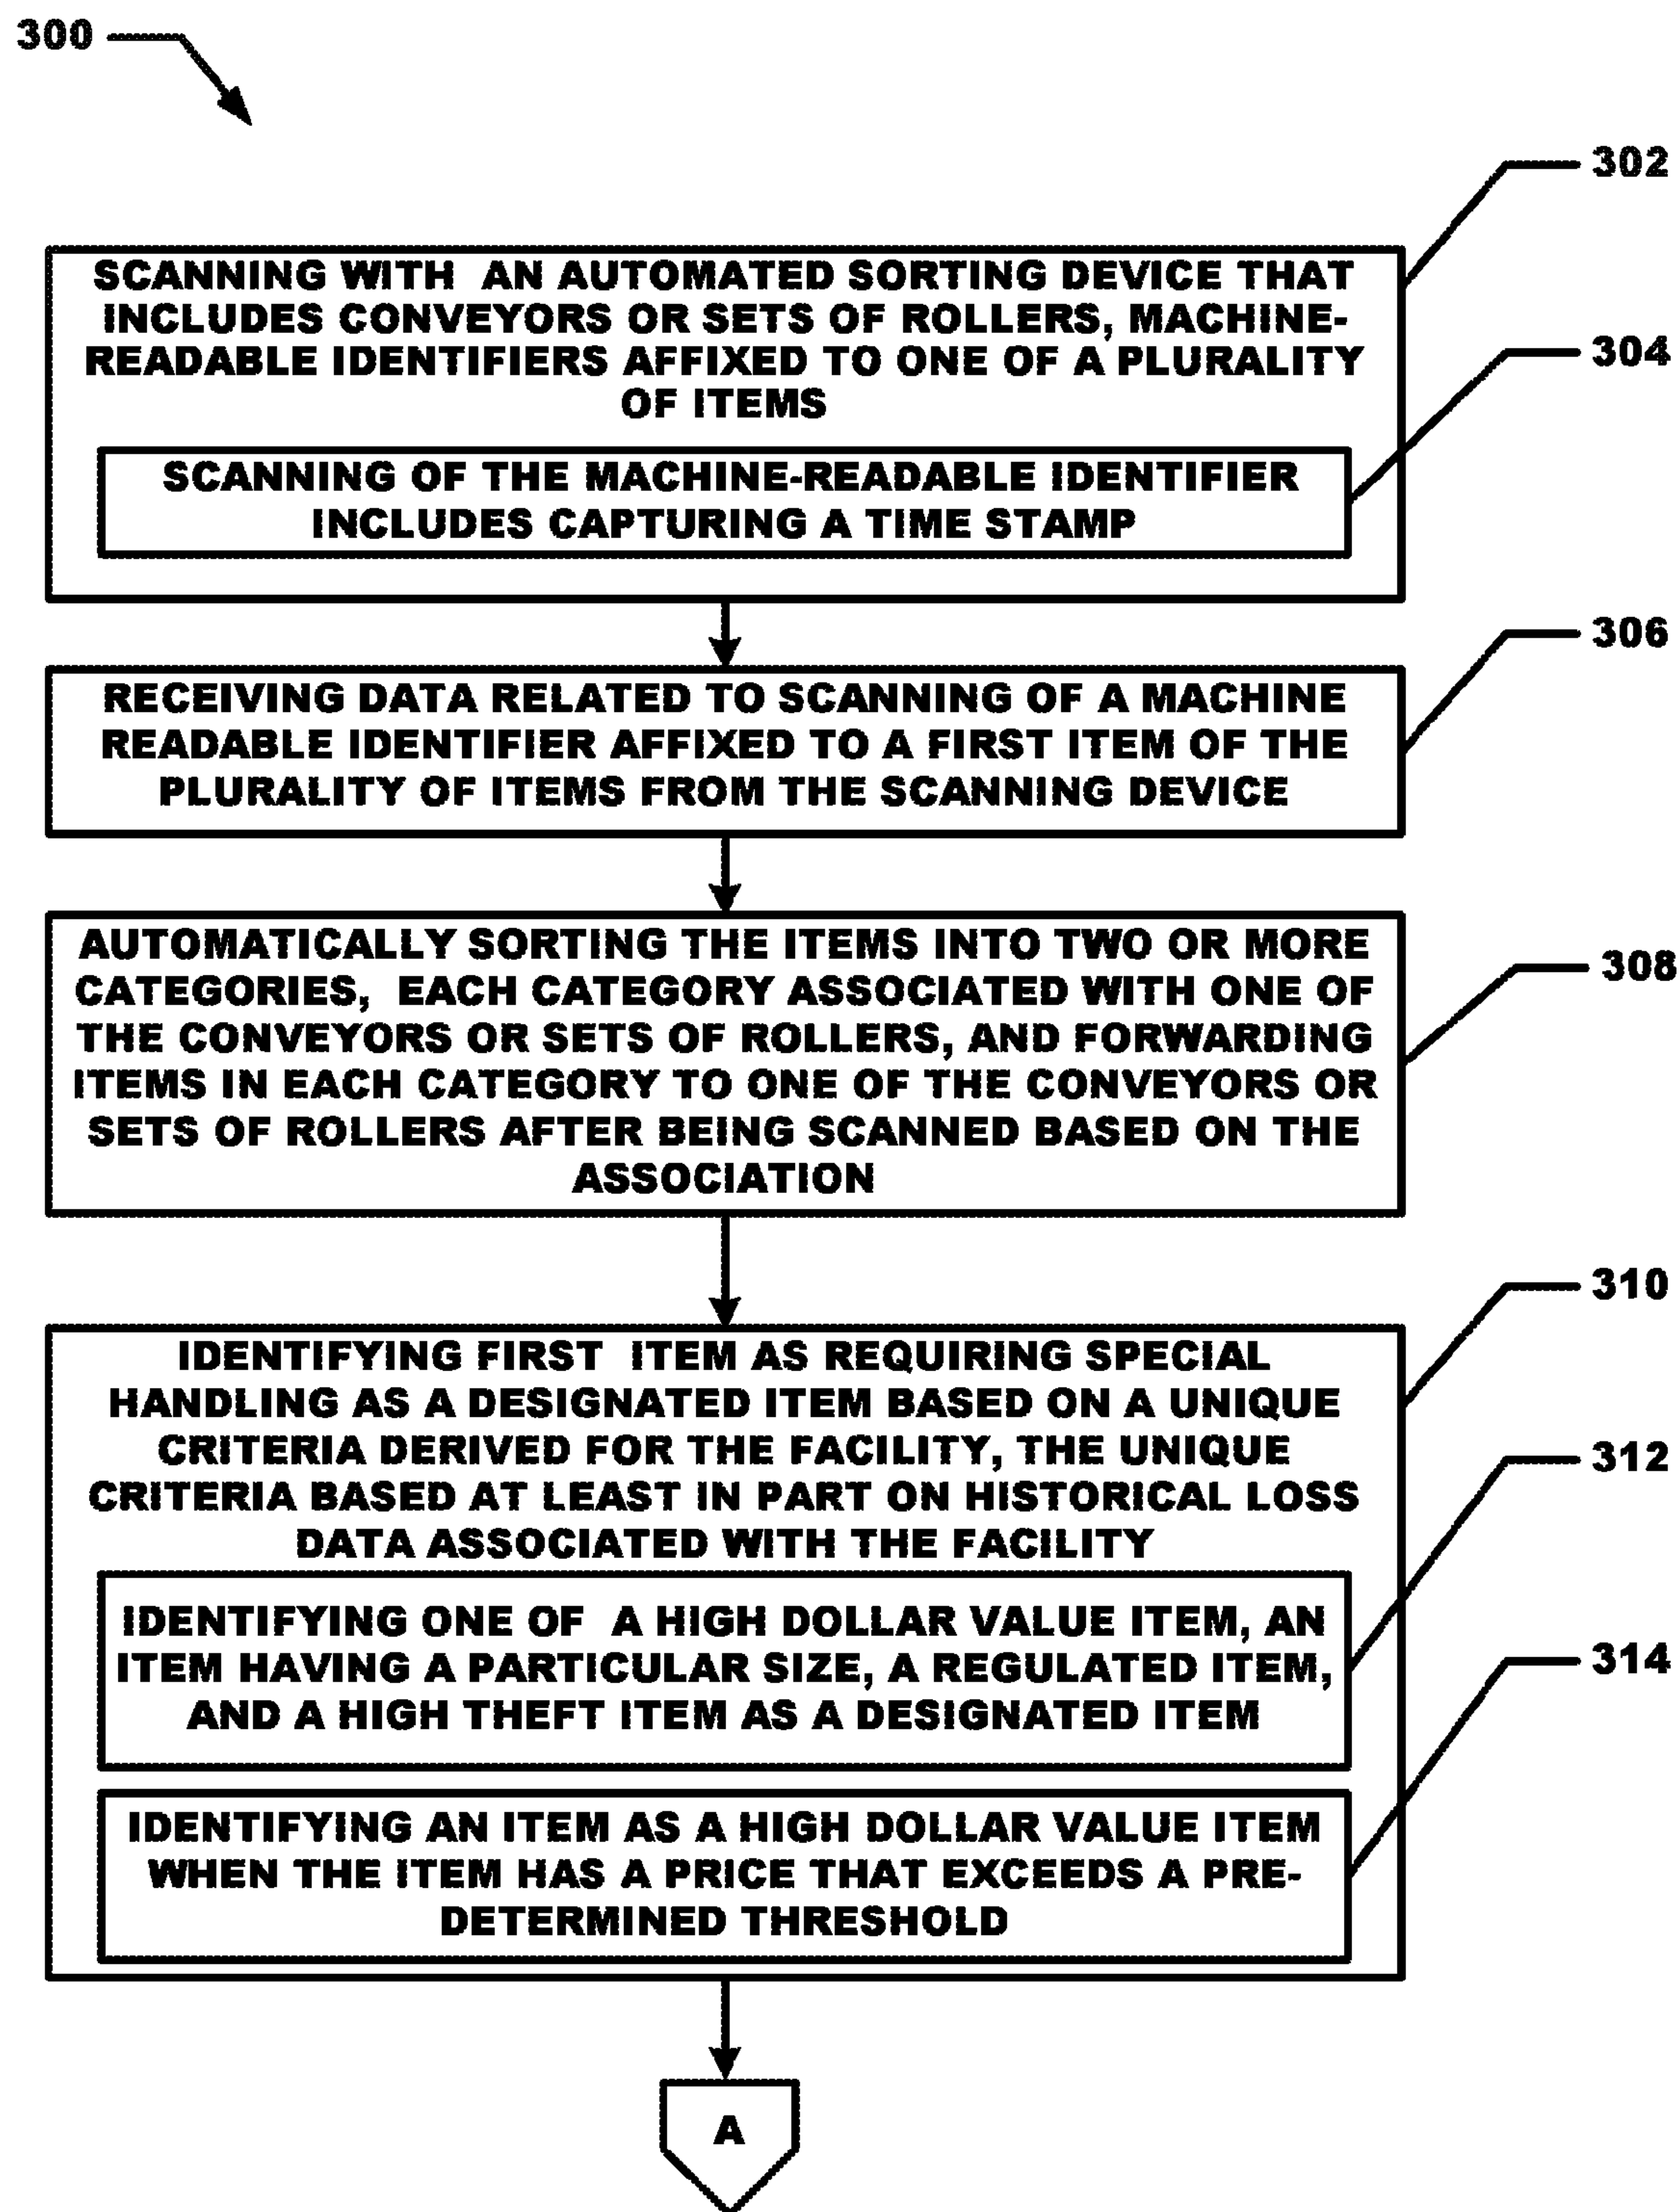 300
302
SCANNING WITH AN AUTOMATED SORTING DEVICE THAT
INCLUDES CONVEYORS OR SETS OF ROLLERS, MACHINE-
READABLE IDENTIFIERS AFFIXED TO ONE OF A PLURALITY
OF ITEMS
304
SCANNING OF THE MACHINE-READABLE IDENTIFIER
INCLUDES CAPTURING A TIME STAMP
306
RECEIVING DATA RELATED TO SCANNING OF A MACHINE
READABLE IDENTIFIER AFFIXED TO A FIRST ITEM OF THE
PLURALITY OF ITEMS FROM THE SCANNING DEVICE
308
AUTOMATICALLY SORTING THE ITEMS INTO TWO OR MORE
CATEGORIES, EACH CATEGORY ASSOCIATED WITH ONE OF
THE CONVEYORS OR SETS OF ROLLERS, AND FORWARDING
ITEMS IN EACH CATEGORY TO ONE OF THE CONVEYORS OR
SETS OF ROLLERS AFTER BEING SCANNED BASED ON THE
ASSOCIATION
310
IDENTIFYING FIRST ITEM AS REQUIRING SPECIAL
HANDLING AS A DESIGNATED ITEM BASED ON A UNIQUE
CRITERIA DERIVED FOR THE FACILITY, THE UNIQUE
CRITERIA BASED AT LEAST IN PART ON HISTORICAL LOSS
DATA ASSOCIATED WITH THE FACILITY
312
IDENTIFYING ONE OF A HIGH DOLLAR VALUE ITEM, AN
ITEM HAVING A PARTICULAR SIZE, A REGULATED ITEM,
AND A HIGH THEFT ITEM AS A DESIGNATED ITEM
314
IDENTIFYING AN ITEM AS A HIGH DOLLAR VALUE ITEM
WHEN THE ITEM HAS A PRICE THAT EXCEEDS A PRE-
DETERMINED THRESHOLD
A